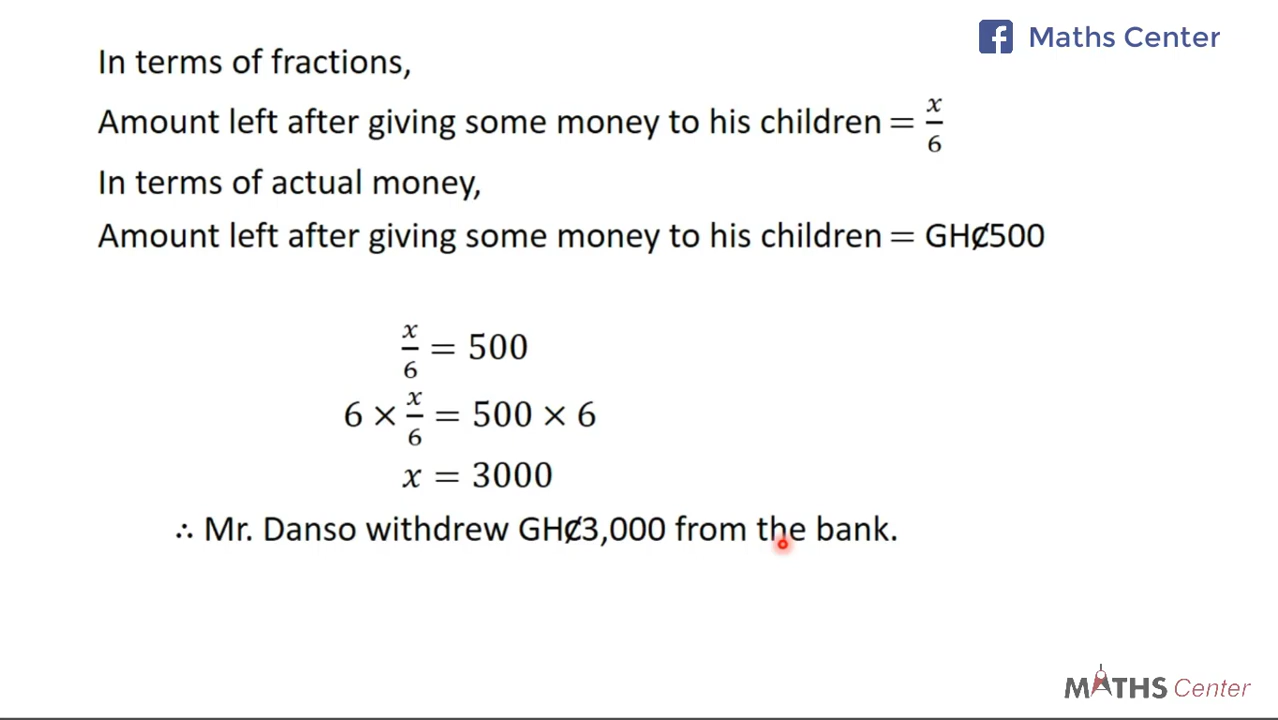 Maths Center
In terms of fractions,
Amount left after giving some money to his children = x/6
In terms of actual money,
Amount left after giving some money to his children = GH₵500
x/6 = 500
6 × x/6 = 500 × 6
x = 3000
∴ Mr. Danso withdrew GH₵3,000 from the bank.
MATHS Center